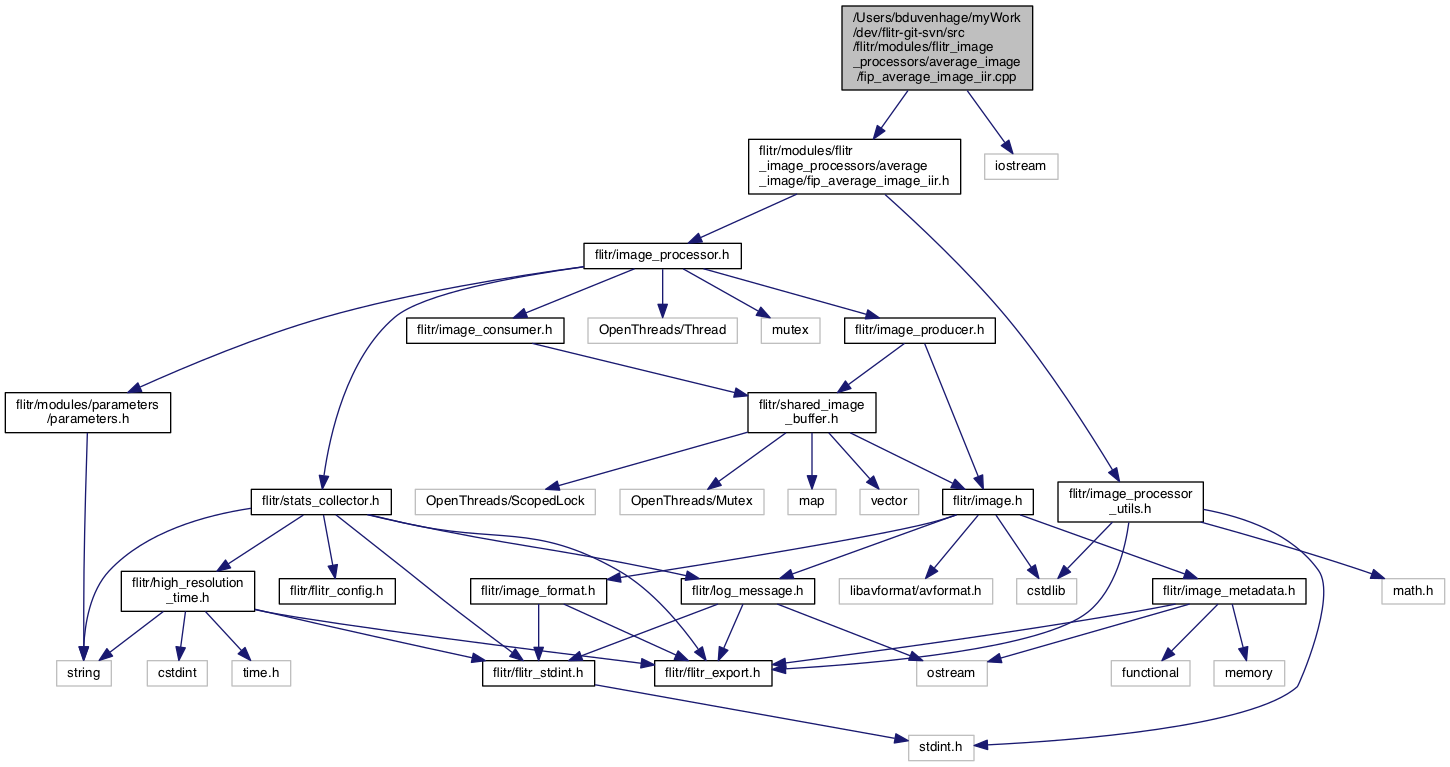 /Users/bduvenhage/myWork
/dev/flitr-git-svn/src
/flitr/modules/flitr_image
_processors/average_image
/fip_average_image_iir.cpp
flitr/modules/flitr
_image_processors/average
_image/fip_average_image_iir.h
iostream
flitr/image_processor.h
flitr/image_consumer.h
OpenThreads/Thread
mutex
flitr/image_producer.h
flitr/modules/parameters
/parameters.h
flitr/shared_image
_buffer.h
flitr/stats_collector.h
OpenThreads/ScopedLock
OpenThreads/Mutex
map
vector
flitr/image.h
flitr/image_processor
_utils.h
flitr/high_resolution
_time.h
flitr/flitr_config.h
flitr/image_format.h
flitr/log_message.h
libavformat/avformat.h
cstdlib
flitr/image_metadata.h
math.h
string
cstdint
time.h
flitr/flitr_stdint.h
flitr/flitr_export.h
ostream
functional
memory
stdint.h